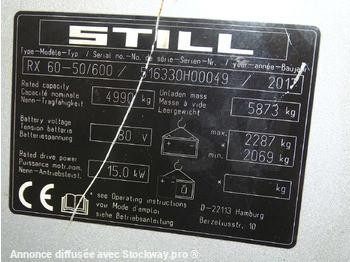 STILL
Type-Modèle-Typ / Serial no.-No. de série-Serien-Nr. / year-année-Baujahr
RX 60-50/600 / 516330H00049 / 2017
Rated capacity
Capacité nominale
Nenn-Tragfähigkeit
4990 kg
Unladen mass
Masse à vide
Leergewicht
5873 kg
Battery voltage
Tension batterie
Batteriespannung
80 V
max. 2287 kg
min. 2069 kg
Rated drive power
Puissance motr.nom.
Nenn-Antriebsleist.
15.0 kW
* kg
CE
see Operating instructions
voir Mode d'emploi
siehe Betriebsanleitung
D-22113 Hamburg
Berzeliusstr. 10
Annonce diffusée avec Stockway.pro ©